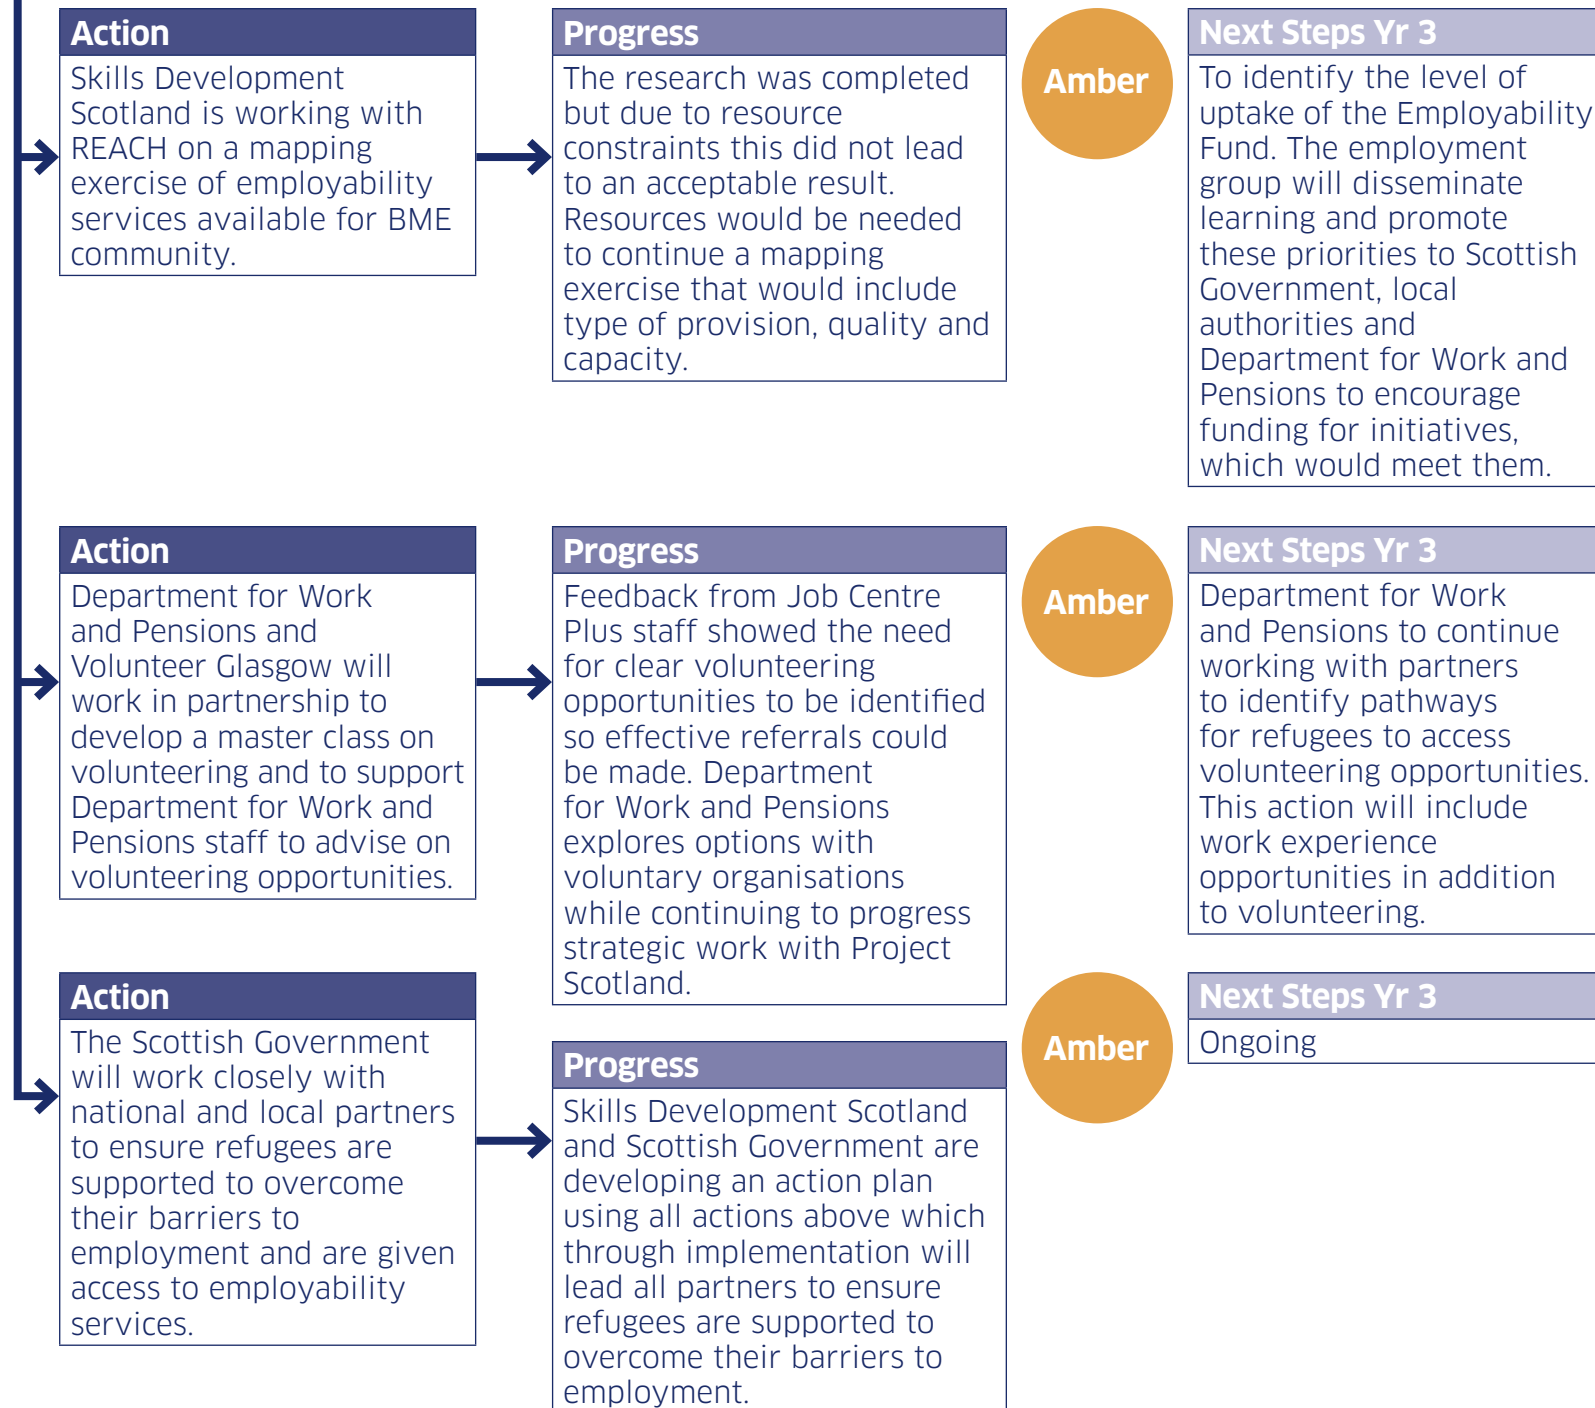 Action
Skills Development
Scotland is working with
REACH on a mapping
exercise of employability
services available for BME
community.
Progress
The research was completed
but due to resource
constraints this did not lead
to an acceptable result.
Resources would be needed
to continue a mapping
exercise that would include
type of provision, quality and
capacity.
Amber
Next Steps Yr 3
To identify the level of
uptake of the Employability
Fund. The employment
group will disseminate
learning and promote
these priorities to Scottish
Government, local
authorities and
Department for Work and
Pensions to encourage
funding for initiatives,
which would meet them.
Action
Department for Work
and Pensions and
Volunteer Glasgow will
work in partnership to
develop a master class on
volunteering and to support
Department for Work and
Pensions staff to advise on
volunteering opportunities.
Progress
Feedback from Job Centre
Plus staff showed the need
for clear volunteering
opportunities to be identified
so effective referrals could
be made. Department
for Work and Pensions
explores options with
voluntary organisations
while continuing to progress
strategic work with Project
Scotland.
Amber
Next Steps Yr 3
Department for Work
and Pensions to continue
working with partners
to identify pathways
for refugees to access
volunteering opportunities.
This action will include
work experience
opportunities in addition
to volunteering.
Action
The Scottish Government
will work closely with
national and local partners
to ensure refugees are
supported to overcome
their barriers to
employment and are given
access to employability
services.
Progress
Skills Development Scotland
and Scottish Government are
developing an action plan
using all actions above which
through implementation will
lead all partners to ensure
refugees are supported to
overcome their barriers to
employment.
Amber
Next Steps Yr 3
Ongoing